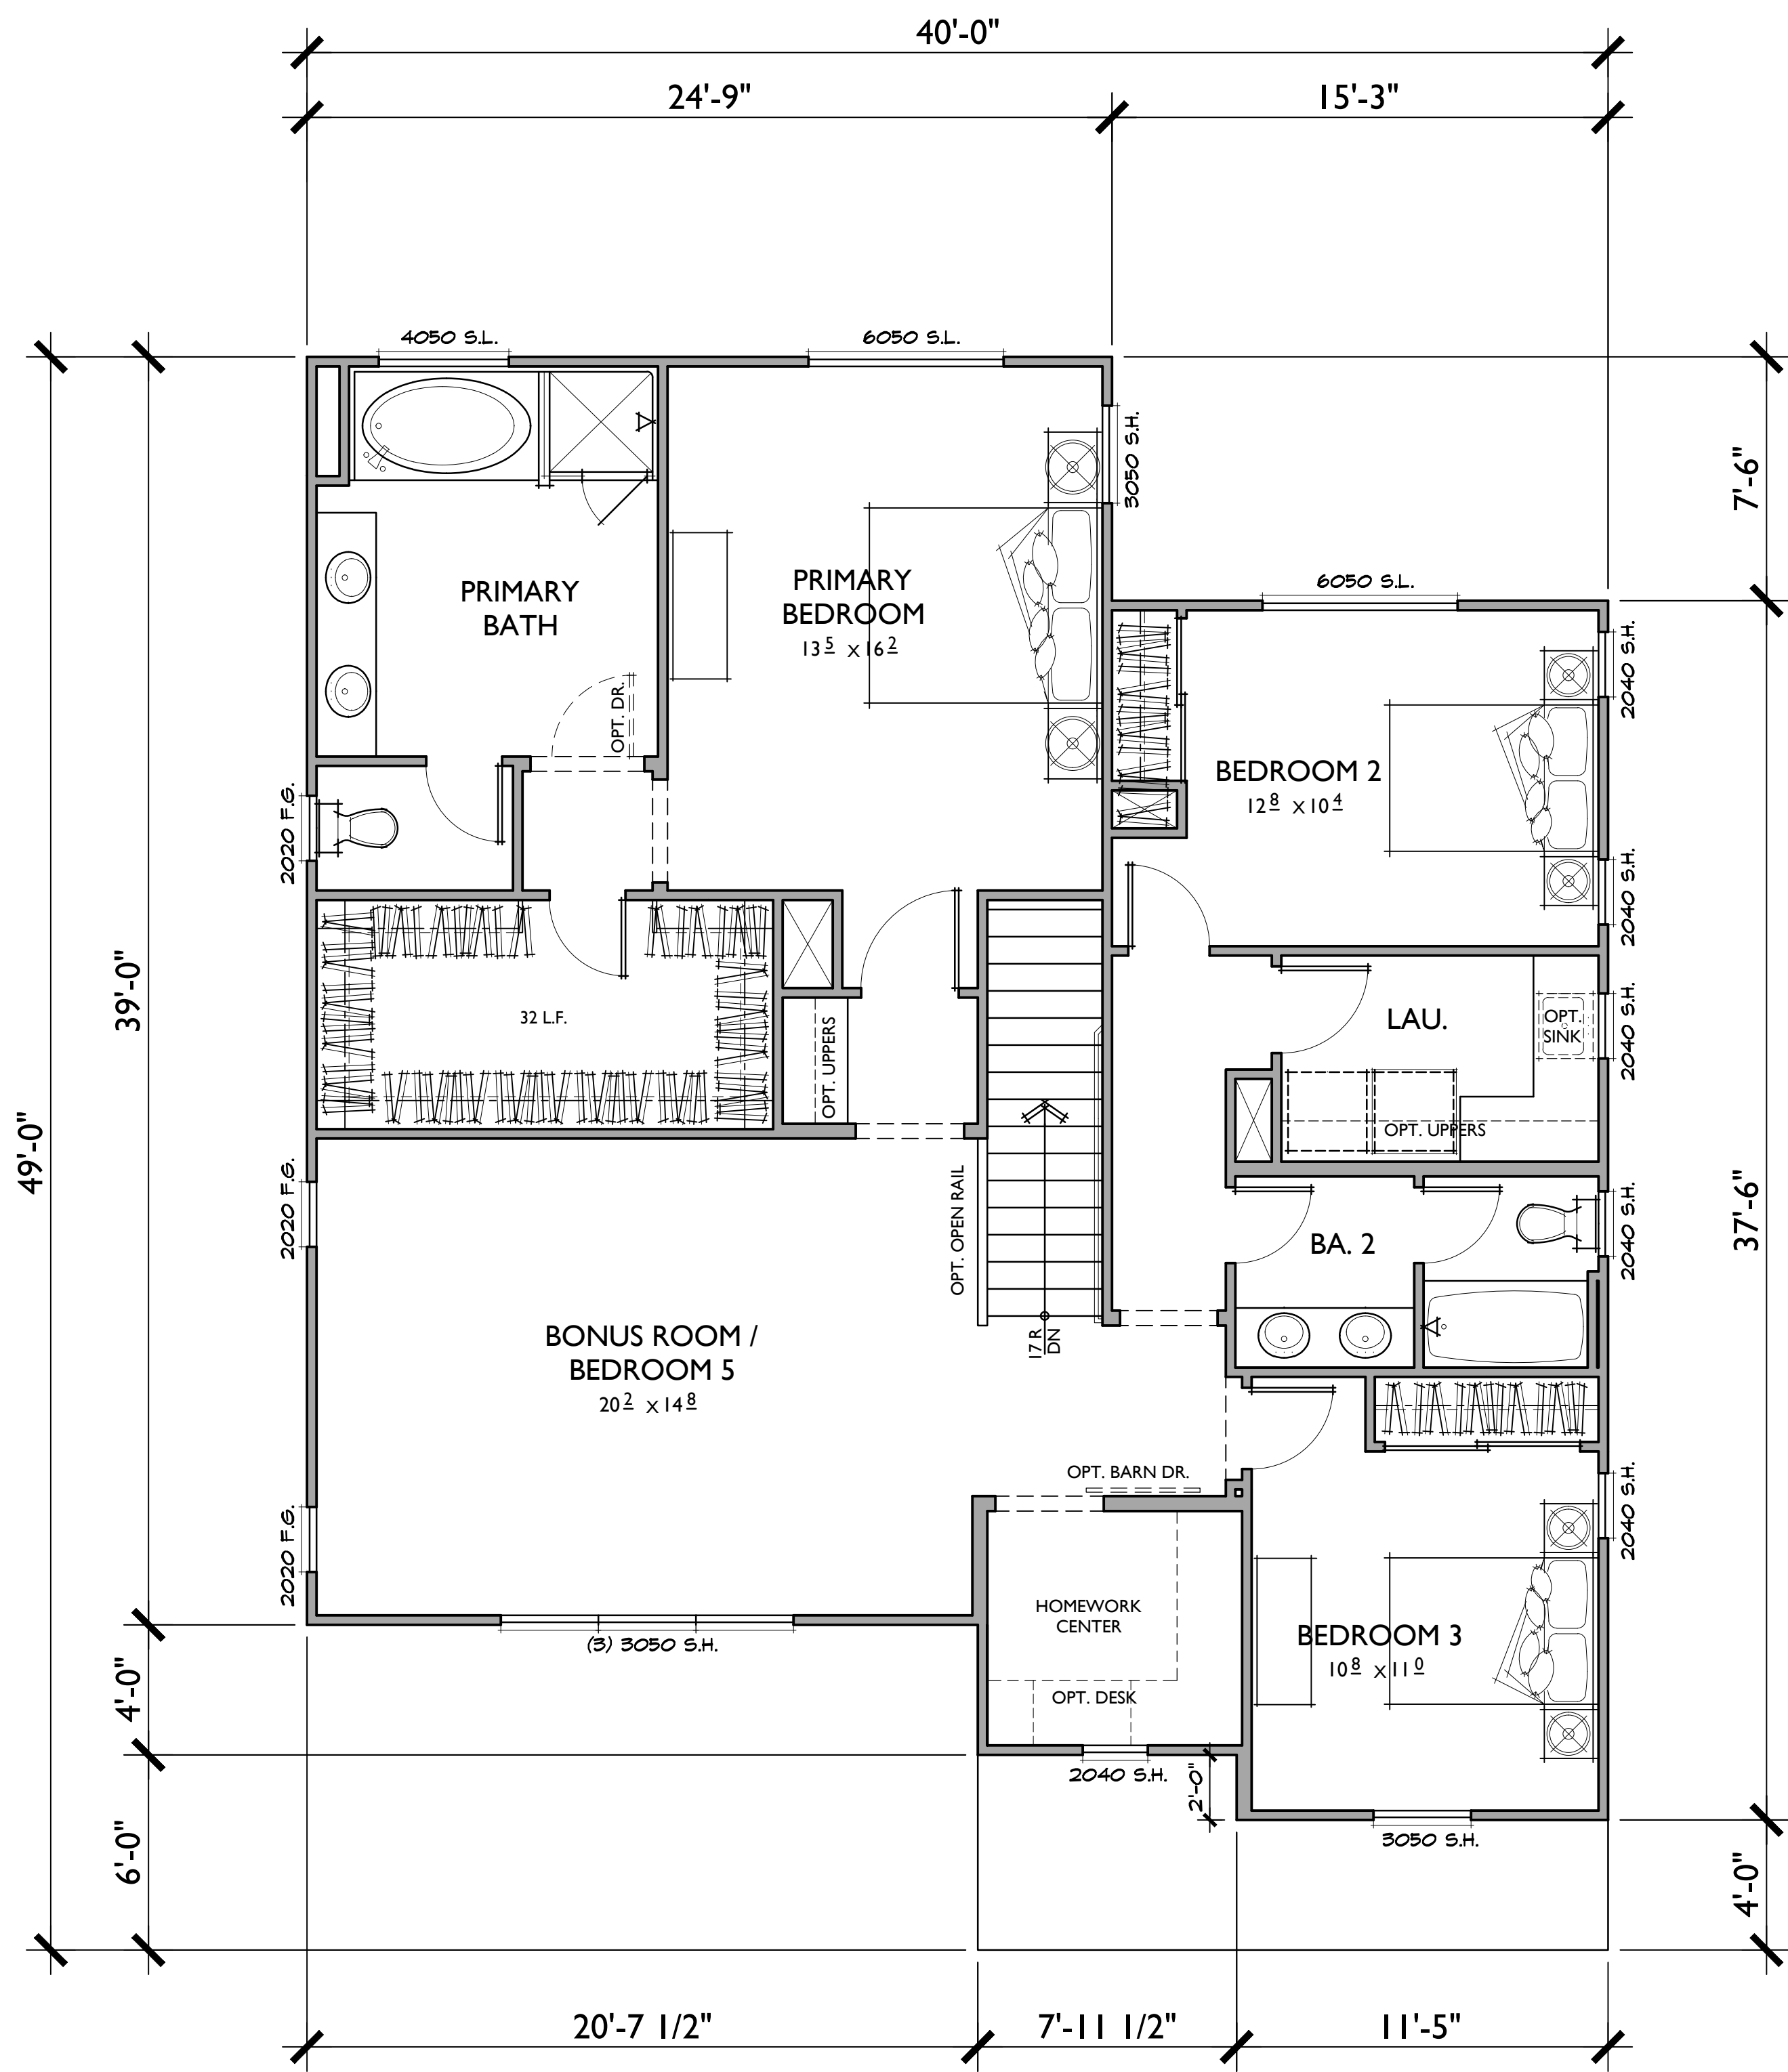 40'-0"
24'-9"
15'-3"
4050 S.L.
6050 S.L.
3050 S.H.
7'-6"
PRIMARY
BATH
PRIMARY
BEDROOM
13 5 x 16 2
6050 S.L.
2040 S.H.
OPT. DR.
BEDROOM 2
12 8 x 10 4
2020 F.G.
2040 S.H.
39'-0"
32 L.F.
OPT. UPPERS
LAU.
OPT.
SINK
2040 S.H.
OPT. UPPERS
49'-0"
2020 F.G.
OPT. OPEN RAIL
BA. 2
2040 S.H.
37'-6"
17 R
DN
BONUS ROOM /
BEDROOM 5
20 2 x 14 8
OPT. BARN DR.
2040 S.H.
2020 F.G.
HOMEWORK
CENTER
(3) 3050 S.H.
BEDROOM 3
10 8 x 11 0
4'-0"
OPT. DESK
2040 S.H.
2'-0"
3050 S.H.
6'-0"
4'-0"
20'-7 1/2"
7'-11 1/2"
11'-5"